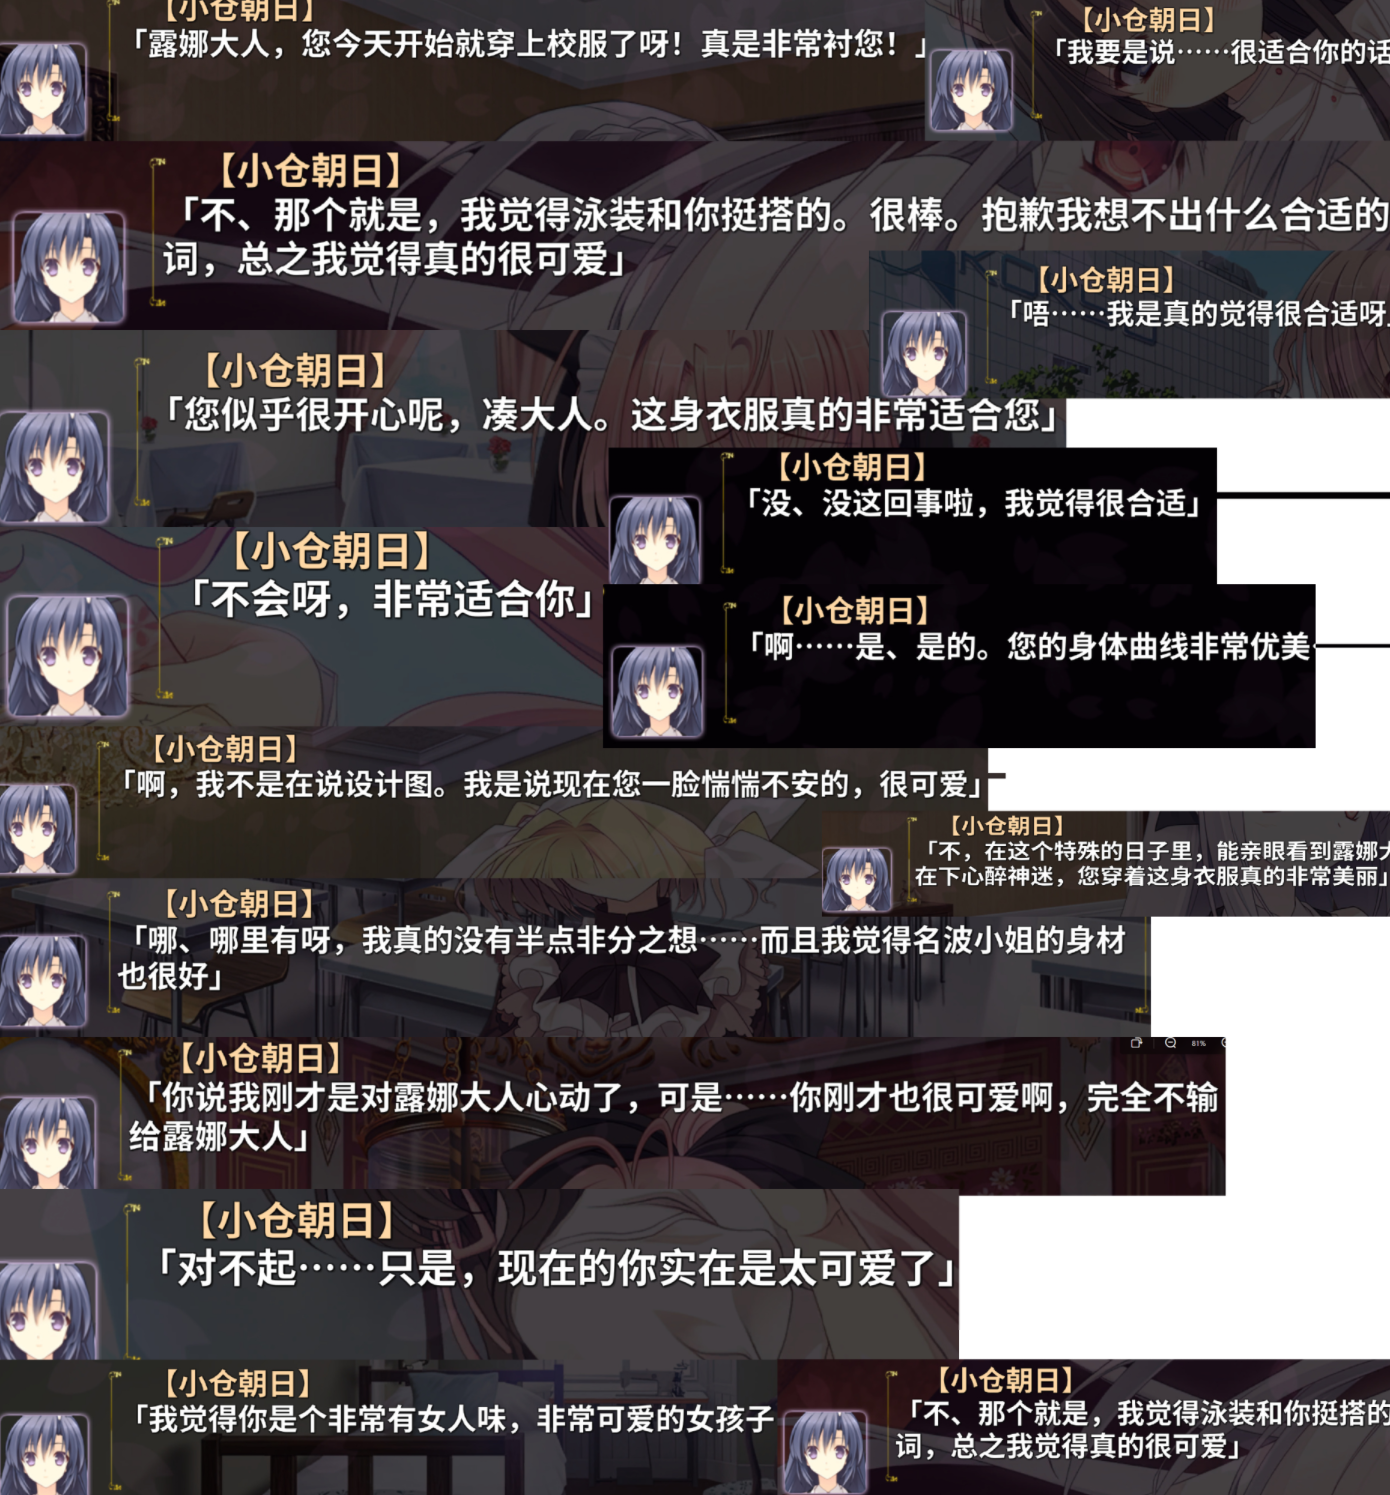 【小仓朝日】
「露娜大人，您今天开始就穿上校服了呀！真是非常衬您！」
【小仓朝日】
「我要是说……很适合你的话
【小仓朝日】
「不、那个就是，我觉得泳装和你挺搭的。很棒。抱歉我想不出什么合适的
词，总之我觉得真的很可爱」
【小仓朝日】
「唔……我是真的觉得很合适呀」
【小仓朝日】
「您似乎很开心呢，凑大人。这身衣服真的非常适合您」
【小仓朝日】
「没、没这回事啦，我觉得很合适」
【小仓朝日】
「不会呀，非常适合你」
【小仓朝日】
「啊……是、是的。您的身体曲线非常优美
【小仓朝日】
「啊，我不是在说设计图。我是说现在您一脸惴惴不安的，很可爱」
【小仓朝日】
「不，在这个特殊的日子里，能亲眼看到露娜大
在下心醉神迷，您穿着这身衣服真的非常美丽」
【小仓朝日】
「哪、哪里有呀，我真的没有半点非分之想……而且我觉得名波小姐的身材
也很好」
81%
【小仓朝日】
「你说我刚才是对露娜大人心动了，可是……你刚才也很可爱啊，完全不输
给露娜大人」
【小仓朝日】
「对不起……只是，现在的你实在是太可爱了」
【小仓朝日】
「我觉得你是个非常有女人味，非常可爱的女孩子
【小仓朝日】
「不、那个就是，我觉得泳装和你挺搭的
词，总之我觉得真的很可爱」